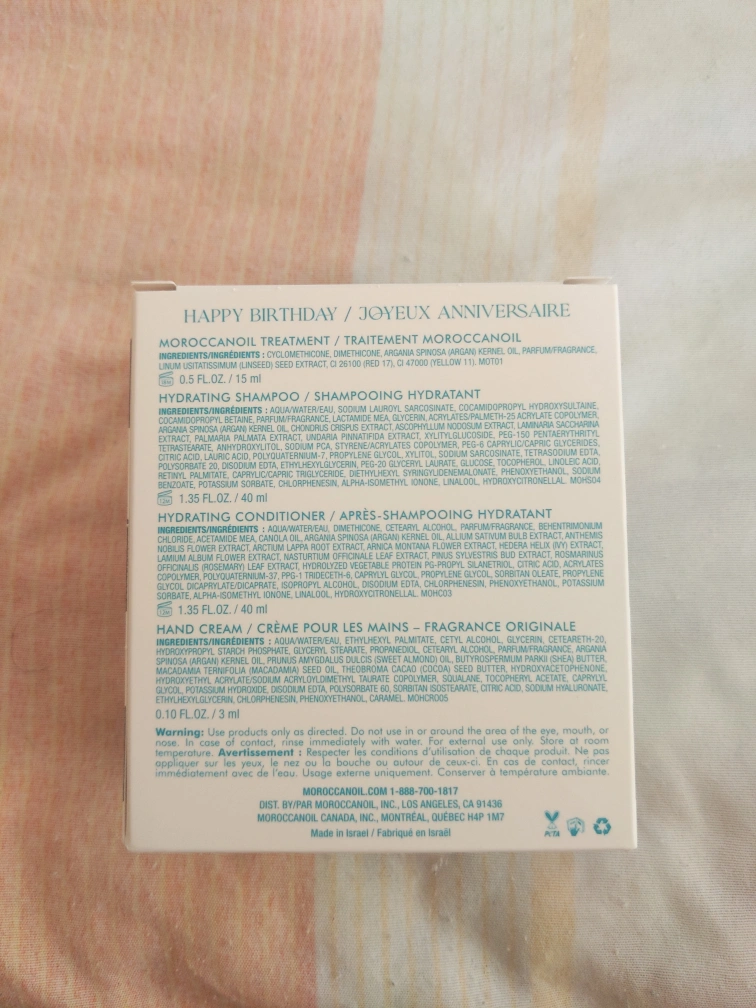 HAPPY BIRTHDAY / JOYEUX ANNIVERSAIRE
MOROCCANOIL TREATMENT / TRAITEMENT MOROCCANOIL
INGREDIENTS/INGRÉDIENTS : CYCLOMETHICONE, DIMETHICONE, ARGANIA SPINOSA (ARGAN) KERNEL OIL, PARFUM/FRAGRANCE,
LINUM USITATISSIMUM (LINSEED) SEED EXTRACT, CI 26100 (RED 17), CI 47000 (YELLOW 11). MOT01
0.5 FL.OZ. / 15 ml
HYDRATING SHAMPOO / SHAMPOOING HYDRATANT
INGREDIENTS/INGRÉDIENTS : AQUA/WATER/EAU, SODIUM LAUROYL SARCOSINATE, COCAMIDOPROPYL HYDROXYSULTAINE,
COCAMIDOPROPYL BETAINE, PARFUM/FRAGRANCE, LACTAMIDE MEA, GLYCERIN, ACRYLATES/PALMETH-25 ACRYLATE COPOLYMER,
ARGANIA SPINOSA (ARGAN) KERNEL OIL, CHONDRUS CRISPUS EXTRACT, ASCOPHYLLUM NODOSUM EXTRACT, LAMINARIA SACCHARINA
EXTRACT, PALMARIA PALMATA EXTRACT, UNDARIA PINNATIFIDA EXTRACT, XYLITYLGLUCOSIDE, PEG-150 PENTAERYTHRITYL
TETRASTEARATE, ANHYDROXYLITOL, SODIUM PCA, STYRENE/ACRYLATES COPOLYMER, PEG-6 CAPRYLIC/CAPRIC GLYCERIDES,
CITRIC ACID, LAURIC ACID, POLYQUATERNIUM-7, PROPYLENE GLYCOL, XYLITOL, SODIUM SARCOSINATE, TETRASODIUM EDTA,
POLYSORBATE 20, DISODIUM EDTA, ETHYLHEXYLGLYCERIN, PEG-20 GLYCERYL LAURATE, GLUCOSE, TOCOPHEROL, LINOLEIC ACID,
RETINYL PALMITATE, CAPRYLIC/CAPRIC TRIGLYCERIDE, DIETHYLHEXYL SYRINGYLIDENEMALONATE, PHENOXYETHANOL, SODIUM
BENZOATE, POTASSIUM SORBATE, CHLORPHENESIN, ALPHA-ISOMETHYL IONONE, LINALOOL, HYDROXYCITRONELLAL. MOHS04
1.35 FL.OZ. / 40 ml
HYDRATING CONDITIONER / APRÈS-SHAMPOOING HYDRATANT
INGREDIENTS/INGRÉDIENTS : AQUA/WATER/EAU, DIMETHICONE, CETEARYL ALCOHOL, PARFUM/FRAGRANCE, BEHENTRIMONIUM
CHLORIDE, ACETAMIDE MEA, CANOLA OIL, ARGANIA SPINOSA (ARGAN) KERNEL OIL, ALLIUM SATIVUM BULB EXTRACT, ANTHEMIS
NOBILIS FLOWER EXTRACT, ARCTIUM LAPPA ROOT EXTRACT, ARNICA MONTANA FLOWER EXTRACT, HEDERA HELIX (IVY) EXTRACT,
LAMIUM ALBUM FLOWER EXTRACT, NASTURTIUM OFFICINALE LEAF EXTRACT, PINUS SYLVESTRIS BUD EXTRACT, ROSMARINUS
OFFICINALIS (ROSEMARY) LEAF EXTRACT, HYDROLYZED VEGETABLE PROTEIN PG-PROPYL SILANETRIOL, CITRIC ACID, ACRYLATES
COPOLYMER, POLYQUATERNIUM-37, PPG-1 TRIDECETH-6, CAPRYLYL GLYCOL, PROPYLENE GLYCOL, SORBITAN OLEATE, PROPYLENE
GLYCOL DICAPRYLATE/DICAPRATE, ISOPROPYL ALCOHOL, DISODIUM EDTA, CHLORPHENESIN, PHENOXYETHANOL, POTASSIUM
SORBATE, ALPHA-ISOMETHYL IONONE, LINALOOL, HYDROXYCITRONELLAL. MOHC03
1.35 FL.OZ. / 40 ml
HAND CREAM / CRÈME POUR LES MAINS – FRAGRANCE ORIGINALE
INGREDIENTS/INGRÉDIENTS : AQUA/WATER/EAU, ETHYLHEXYL PALMITATE, CETYL ALCOHOL, GLYCERIN, CETEARETH-20,
HYDROXYPROPYL STARCH PHOSPHATE, GLYCERYL STEARATE, PROPANEDIOL, CETEARYL ALCOHOL, PARFUM/FRAGRANCE, ARGANIA
SPINOSA (ARGAN) KERNEL OIL, PRUNUS AMYGDALUS DULCIS (SWEET ALMOND) OIL, BUTYROSPERMUM PARKII (SHEA) BUTTER,
MACADAMIA TERNIFOLIA (MACADAMIA) SEED OIL, THEOBROMA CACAO (COCOA) SEED BUTTER, HYDROXYACETOPHENONE,
HYDROXYETHYL ACRYLATE/SODIUM ACRYLOYLDIMETHYL TAURATE COPOLYMER, SQUALANE, TOCOPHERYL ACETATE, CAPRYLYL
GLYCOL, POTASSIUM HYDROXIDE, DISODIUM EDTA, POLYSORBATE 60, SORBITAN ISOSTEARATE, CITRIC ACID, SODIUM HYALURONATE,
ETHYLHEXYLGLYCERIN, CHLORPHENESIN, PHENOXYETHANOL, CARAMEL. MOHCRO05
0.10 FL.OZ. / 3 ml
Warning: Use products only as directed. Do not use in or around the area of the eye, mouth, or
nose. In case of contact, rinse immediately with water. For external use only. Store at room
temperature. Avertissement : Respecter les conditions d'utilisation de chaque produit. Ne pas
appliquer sur les yeux, le nez ou la bouche ou autour de ceux-ci. En cas de contact, rincer
immédiatement avec de l'eau. Usage externe uniquement. Conserver à température ambiante.
MOROCCANOIL.COM 1-888-700-1817
DIST. BY/PAR MOROCCANOIL, INC., LOS ANGELES, CA 91436
MOROCCANOIL CANADA, INC., MONTRÉAL, QUÉBEC H4P 1M7
Made in Israel / Fabriqué en Israël
PETA